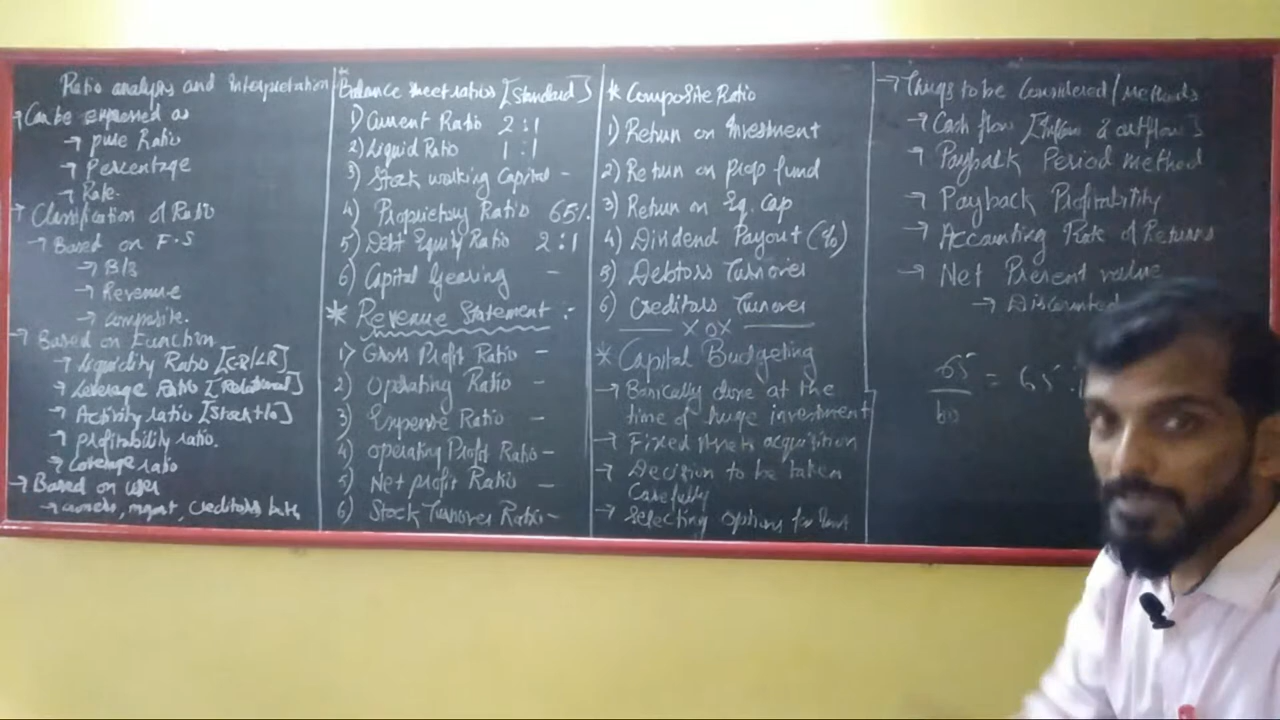 Ratio analysis and Interpretation
→ Can be expressed as
→ pure Ratio
→ Percentage
→ Rate.
→ Classification of Ratio
→ Based on F.S
→ B/S
→ Revenue
→ composite.
→ Based on Function
→ Liquidity Ratio [CR/LR]
→ Leverage Ratio
→ Activity ratio [Stock t/o]
→ profitability ratio.
→ Coverage ratio
→ Based on user
→ owners, mgmt, creditors
* Balance sheet ratios [Standard]
1) Current Ratio 2:1
2) Liquid Ratio 1:1
3) Stock working Capital -
4) Proprietary Ratio 65%
5) Debt Equity Ratio 2:1
6) Capital Gearing -
* Revenue Statement :-
1) Gross Profit Ratio -
2) Operating Ratio -
3) Expense Ratio -
4) Operating Profit Ratio -
5) Net profit Ratio -
6) Stock Turnover Ratio -
* Composite Ratio
1) Return on Investment
2) Return on prop fund
3) Return on Eq. Cap
4) Dividend Payout (%)
5) Debtors Turnover
6) Creditors Turnover
—— X O X ——
* Capital Budgeting
→ Basically done at the
time of huge investment
→ Fixed Assets acquisition
→ Decision to be taken
Carefully
→ Selecting options for
→ Things to be Considered/methods
→ Cash flow [Inflow & outflow]
→ Payback Period method
→ Payback Profitability
→ Accounting Rate of Returns
→ Net Present value
→ Discounted
65
= 65